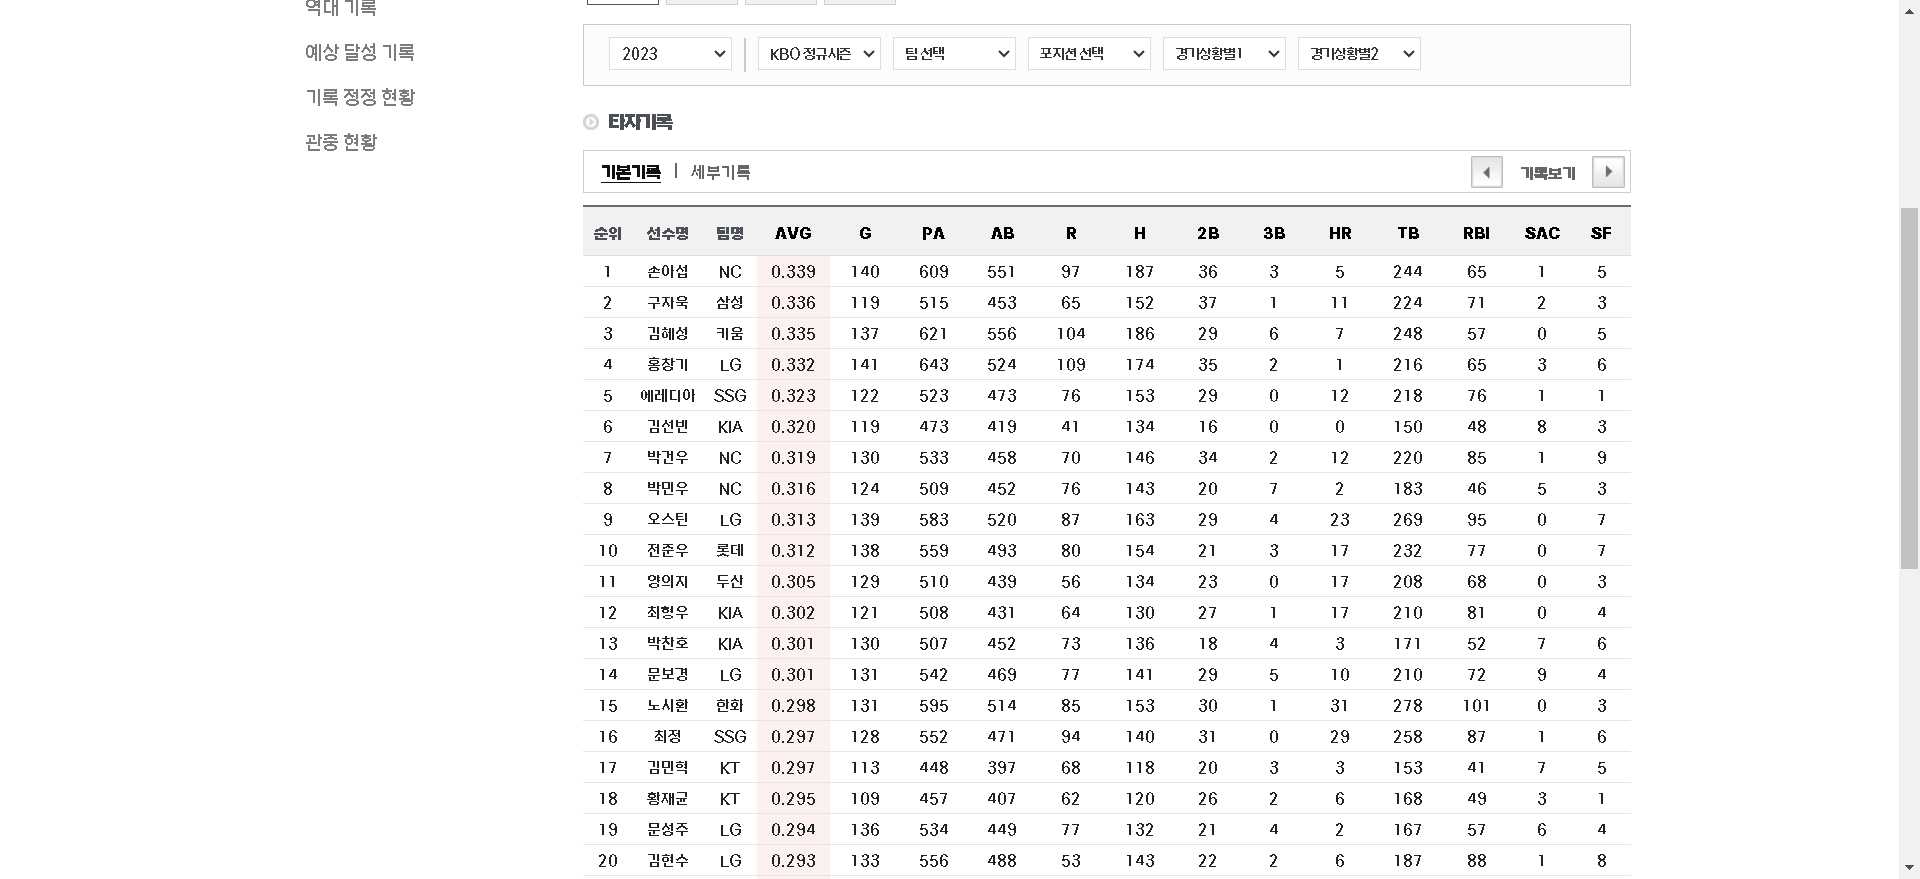 역대 기록
예상 달성 기록
기록 정정 현황
관중 현황
2023 KBO 정규시즌 팀 선택 포지션 선택 경기상황별1 경기상황별2
타자기록
기본기록 | 세부기록 기록보기
순위 선수명 팀명 AVG G PA AB R H 2B 3B HR TB RBI SAC SF
1 손아섭 NC 0.339 140 609 551 97 187 36 3 5 244 65 1 5
2 구자욱 삼성 0.336 119 515 453 65 152 37 1 11 224 71 2 3
3 김혜성 키움 0.335 137 621 556 104 186 29 6 7 248 57 0 5
4 홍창기 LG 0.332 141 643 524 109 174 35 2 1 216 65 3 6
5 에레디아 SSG 0.323 122 523 473 76 153 29 0 12 218 76 1 1
6 김선빈 KIA 0.320 119 473 419 41 134 16 0 0 150 48 8 3
7 박건우 NC 0.319 130 533 458 70 146 34 2 12 220 85 1 9
8 박민우 NC 0.316 124 509 452 76 143 20 7 2 183 46 5 3
9 오스틴 LG 0.313 139 583 520 87 163 29 4 23 269 95 0 7
10 전준우 롯데 0.312 138 559 493 80 154 21 3 17 232 77 0 7
11 양의지 두산 0.305 129 510 439 56 134 23 0 17 208 68 0 3
12 최형우 KIA 0.302 121 508 431 64 130 27 1 17 210 81 0 4
13 박찬호 KIA 0.301 130 507 452 73 136 18 4 3 171 52 7 6
14 문보경 LG 0.301 131 542 469 77 141 29 5 10 210 72 9 4
15 노시환 한화 0.298 131 595 514 85 153 30 1 31 278 101 0 3
16 최정 SSG 0.297 128 552 471 94 140 31 0 29 258 87 1 6
17 김민혁 KT 0.297 113 448 397 68 118 20 3 3 153 41 7 5
18 황재균 KT 0.295 109 457 407 62 120 26 2 6 168 49 3 1
19 문성주 LG 0.294 136 534 449 77 132 21 4 2 167 57 6 4
20 김현수 LG 0.293 133 556 488 53 143 22 2 6 187 88 1 8